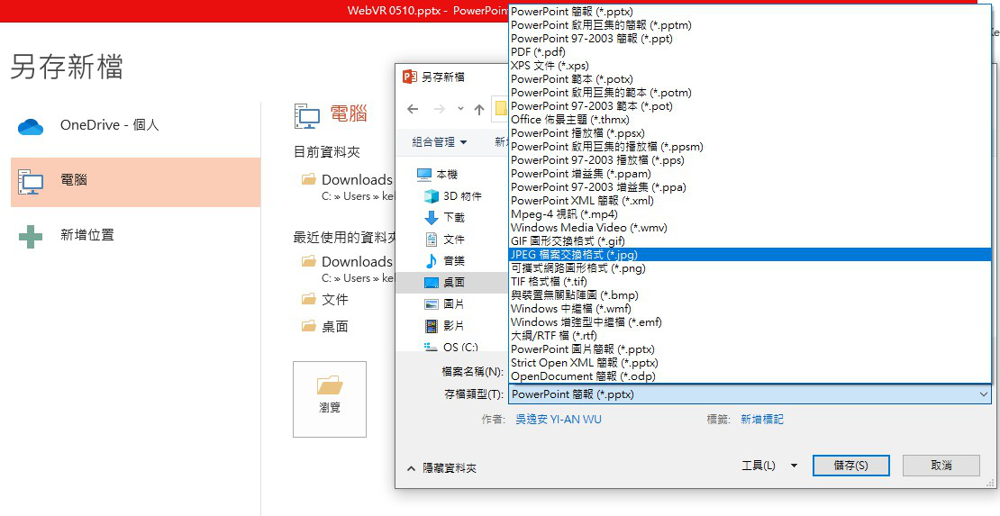 WebVR 0510.pptx - PowerPoin
另存新檔
OneDrive - 個人
電腦
新增位置
電腦
目前資料夾
Downloads
C: » Users » kel
最近使用的資料夾
Downloads
C: » Users » kel
文件
桌面
瀏覽
另存新檔
組合管理
新增
本機
3D 物件
下載
文件
音樂
桌面
圖片
影片
OS (C:)
PowerPoint 簡報 (*.pptx)
PowerPoint 啟用巨集的簡報 (*.pptm)
PowerPoint 97-2003 簡報 (*.ppt)
PDF (*.pdf)
XPS 文件 (*.xps)
PowerPoint 範本 (*.potx)
PowerPoint 啟用巨集的範本 (*.potm)
PowerPoint 97-2003 範本 (*.pot)
Office 佈景主題 (*.thmx)
PowerPoint 播放檔 (*.ppsx)
PowerPoint 啟用巨集的播放檔 (*.ppsm)
PowerPoint 97-2003 播放檔 (*.pps)
PowerPoint 增益集 (*.ppam)
PowerPoint 97-2003 增益集 (*.ppa)
PowerPoint XML 簡報 (*.xml)
Mpeg-4 視訊 (*.mp4)
Windows Media Video (*.wmv)
GIF 圖形交換格式 (*.gif)
JPEG 檔案交換格式 (*.jpg)
可攜式網路圖形格式 (*.png)
TIF 格式檔 (*.tif)
與裝置無關點陣圖 (*.bmp)
Windows 中繼檔 (*.wmf)
Windows 增強型中繼檔 (*.emf)
大綱/RTF 檔 (*.rtf)
PowerPoint 圖片簡報 (*.pptx)
Strict Open XML 簡報 (*.pptx)
OpenDocument 簡報 (*.odp)
檔案名稱(N):
存檔類型(T): PowerPoint 簡報 (*.pptx)
作者: 吳逸安 YI-AN WU 標籤: 新增標記
隱藏資料夾
工具(L) 儲存(S) 取消